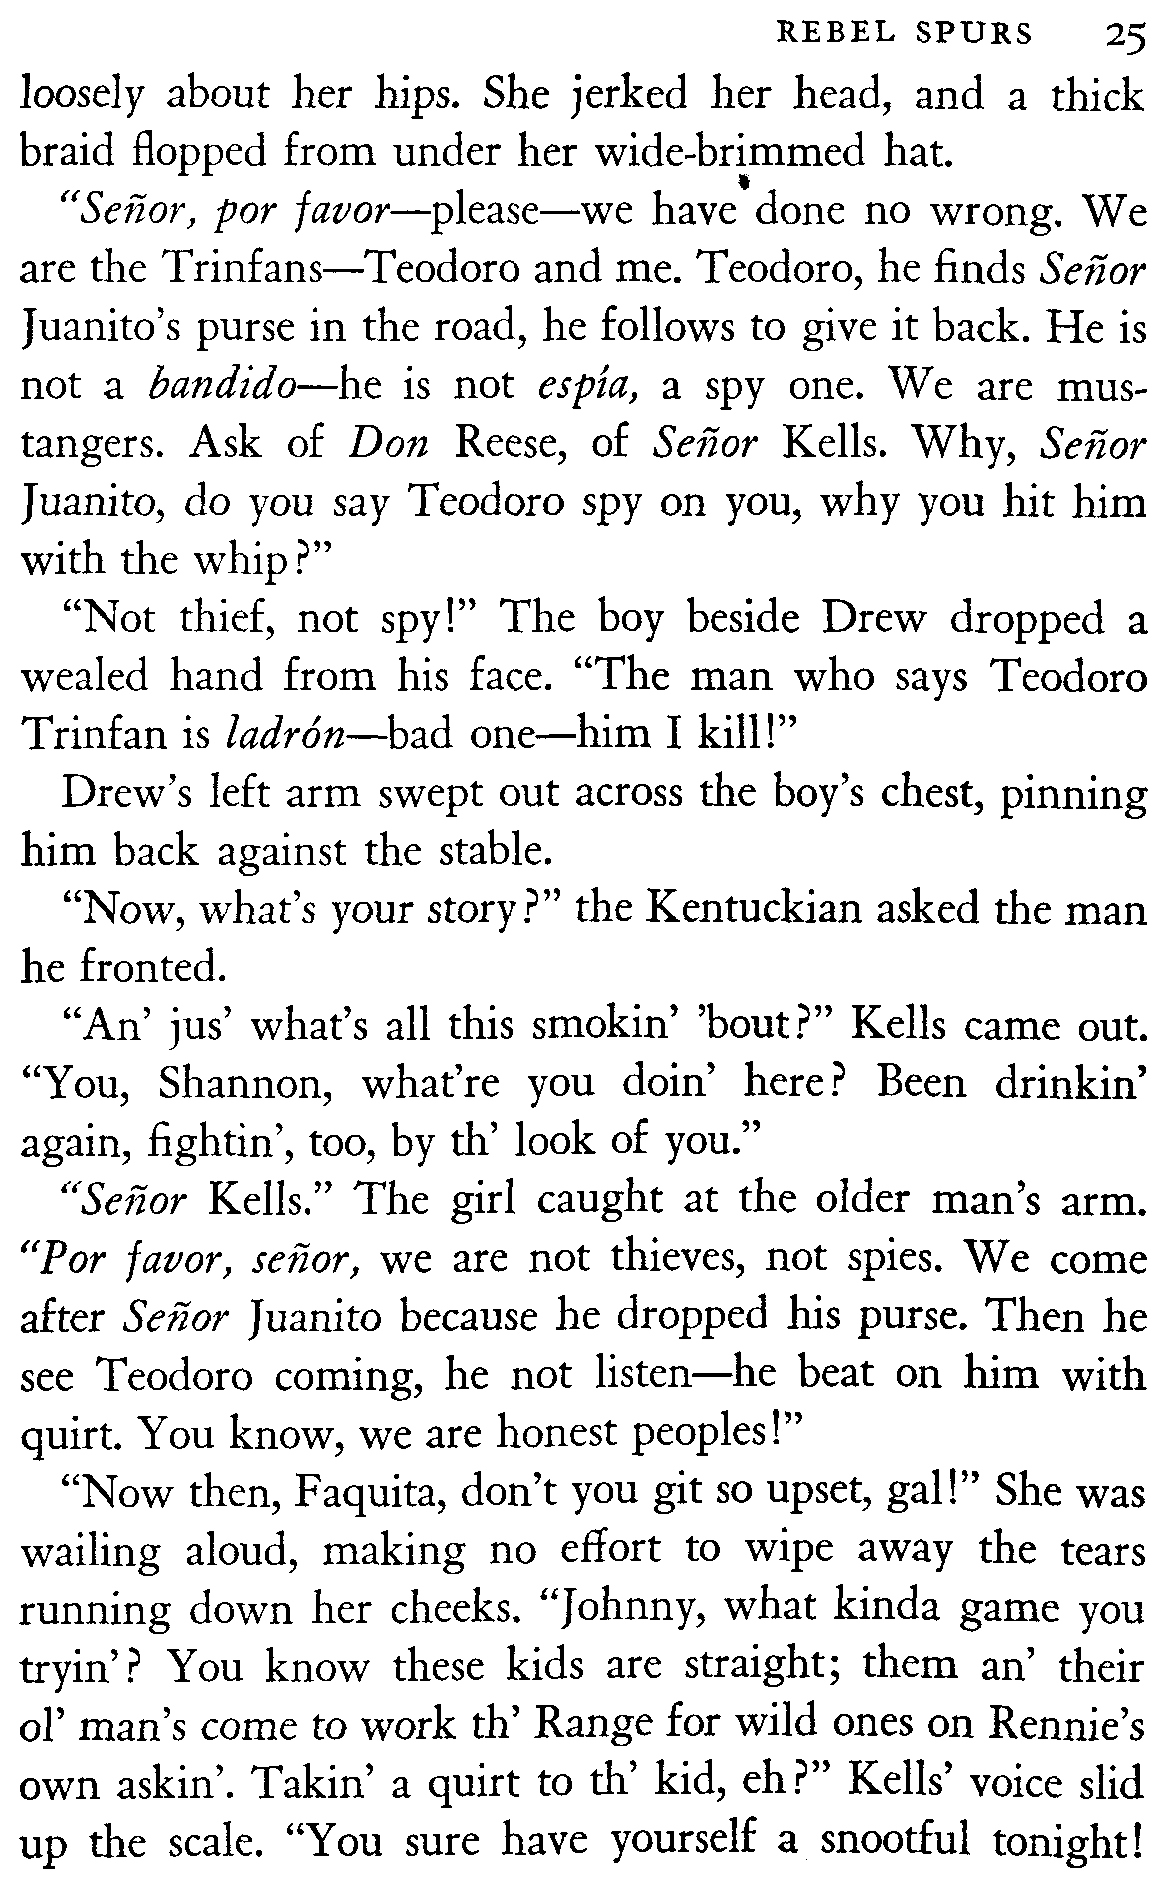 REBEL SPURS 25
loosely about her hips. She jerked her head, and a thick
braid flopped from under her wide-brimmed hat.
“Señor, por favor—please—we have done no wrong. We
are the Trinfans—Teodoro and me. Teodoro, he finds Señor
Juanito’s purse in the road, he follows to give it back. He is
not a bandido—he is not espía, a spy one. We are mus-
tangers. Ask of Don Reese, of Señor Kells. Why, Señor
Juanito, do you say Teodoro spy on you, why you hit him
with the whip?”
“Not thief, not spy!” The boy beside Drew dropped a
wealed hand from his face. “The man who says Teodoro
Trinfan is ladrón—bad one—him I kill!”
Drew’s left arm swept out across the boy’s chest, pinning
him back against the stable.
“Now, what’s your story?” the Kentuckian asked the man
he fronted.
“An’ jus’ what’s all this smokin’ ’bout?” Kells came out.
“You, Shannon, what’re you doin’ here? Been drinkin’
again, fightin’, too, by th’ look of you.”
“Señor Kells.” The girl caught at the older man’s arm.
“Por favor, señor, we are not thieves, not spies. We come
after Señor Juanito because he dropped his purse. Then he
see Teodoro coming, he not listen—he beat on him with
quirt. You know, we are honest peoples!”
“Now then, Faquita, don’t you git so upset, gal!” She was
wailing aloud, making no effort to wipe away the tears
running down her cheeks. “Johnny, what kinda game you
tryin’? You know these kids are straight; them an’ their
ol’ man’s come to work th’ Range for wild ones on Rennie’s
own askin’. Takin’ a quirt to th’ kid, eh?” Kells’ voice slid
up the scale. “You sure have yourself a snootful tonight!